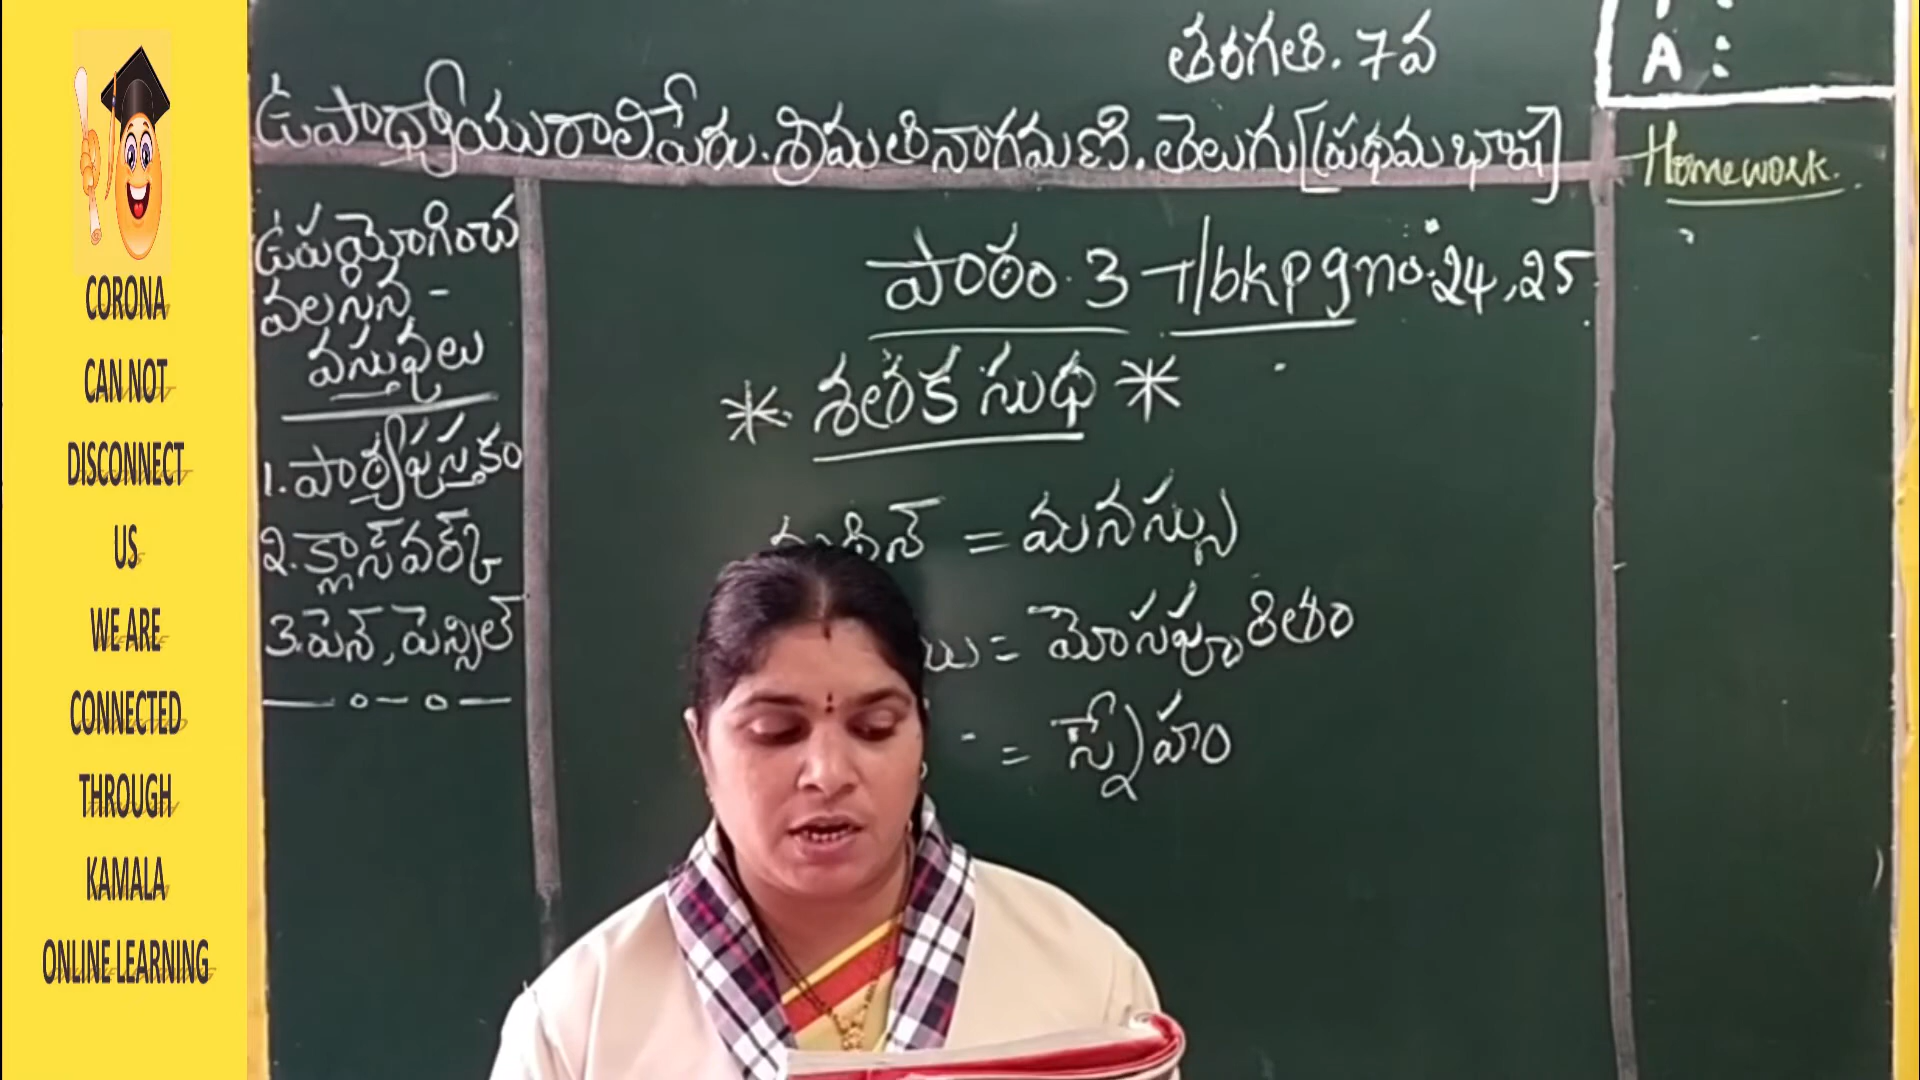 CORONA
CAN NOT
DISCONNECT
US
WE ARE
CONNECTED
THROUGH
KAMALA
ONLINE LEARNING
తరగతి. 7వ
ఉపాధ్యాయురాలిపేరు. శ్రీమతి నాగమణి. తెలుగు [ప్రథమ భాష]
ఉపయోగించ
వలసిన -
వస్తువులు
1. పాఠ్యపుస్తకం
2. క్లాస్ వర్క్
3. పెన్, పెన్సిల్
పాఠం. 3 - T/bk pg no. 24, 25
* శతక సుధ *
= మనస్సు
= మోసపూరితం
= స్నేహం
A :
Homework.